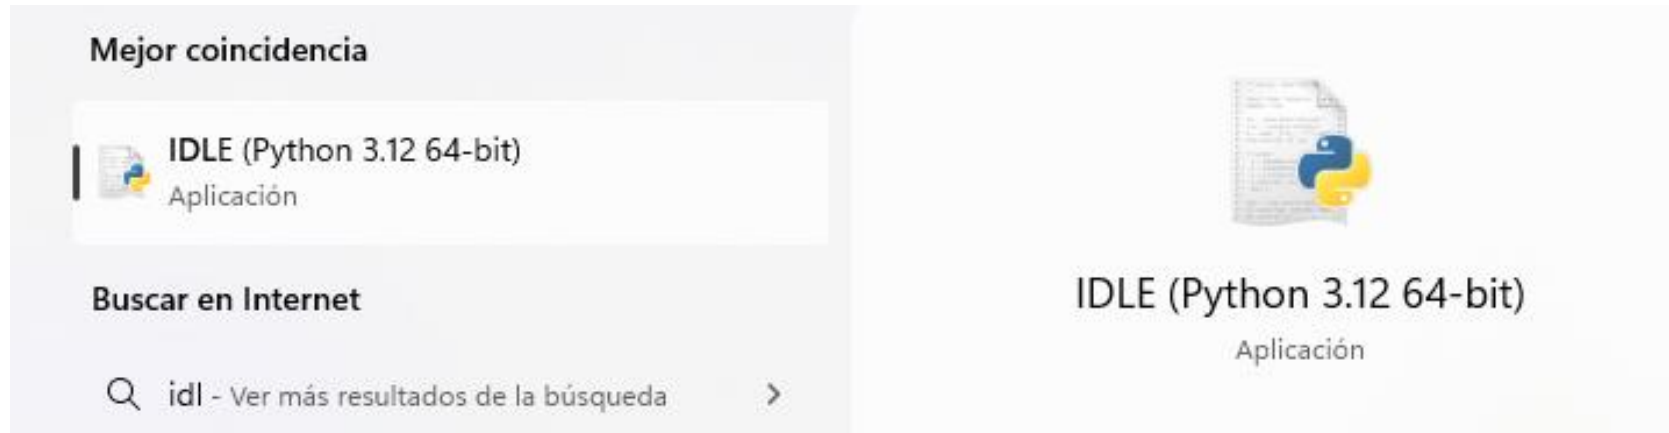 Mejor coincidencia
IDLE (Python 3.12 64-bit)
Aplicación
Buscar en Internet
idl - Ver más resultados de la búsqueda
IDLE (Python 3.12 64-bit)
Aplicación